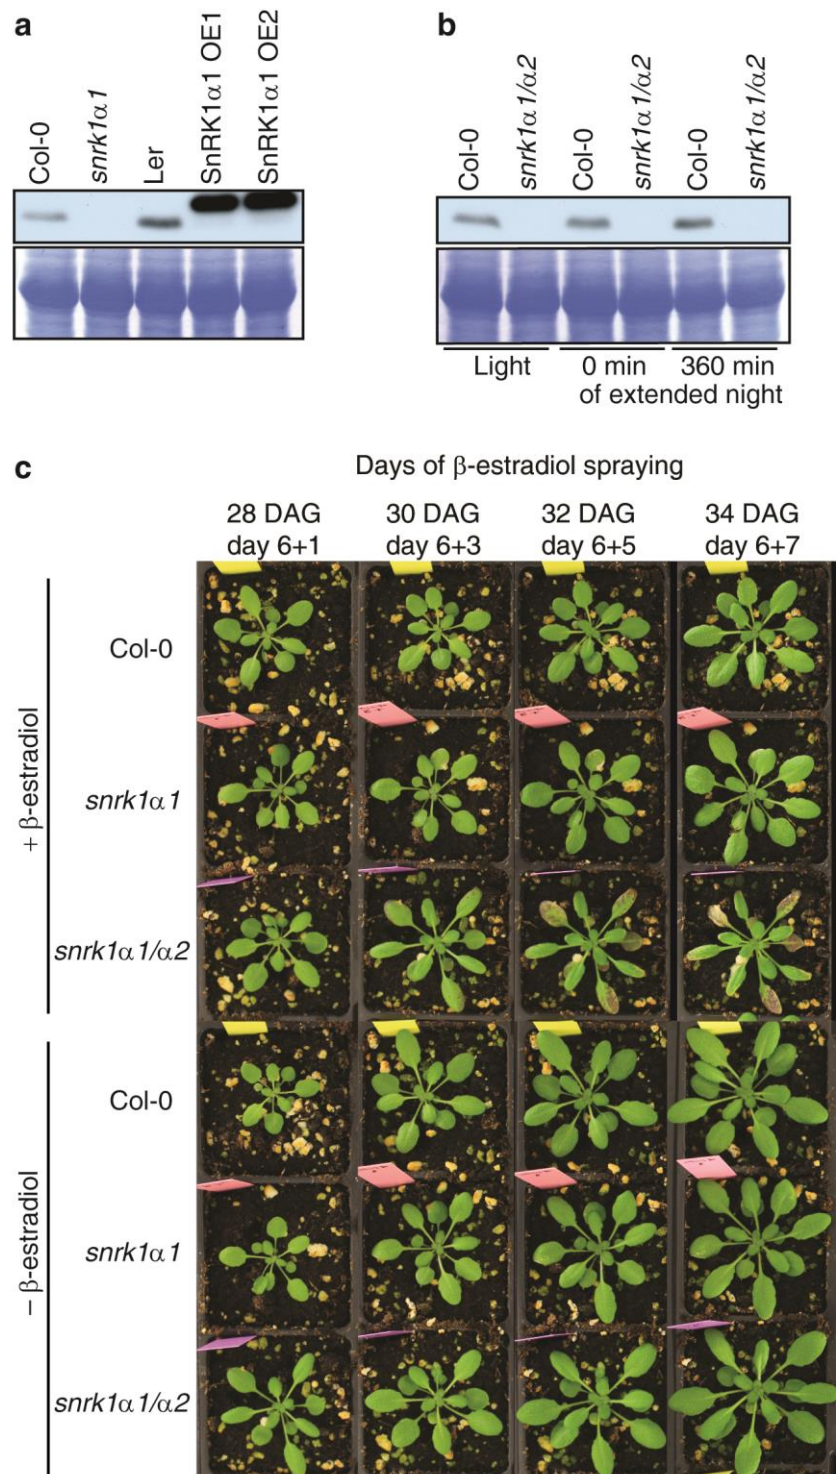 a
Col-0
snrk1α1
Ler
SnRK1α1 OE1
SnRK1α1 OE2
b
Col-0
snrk1α1/α2
Col-0
snrk1α1/α2
Col-0
snrk1α1/α2
Light
0 min
360 min
of extended night
c
Days of β-estradiol spraying
28 DAG
day 6+1
30 DAG
day 6+3
32 DAG
day 6+5
34 DAG
day 6+7
+ β-estradiol
Col-0
snrk1α1
snrk1α1/α2
− β-estradiol
Col-0
snrk1α1
snrk1α1/α2